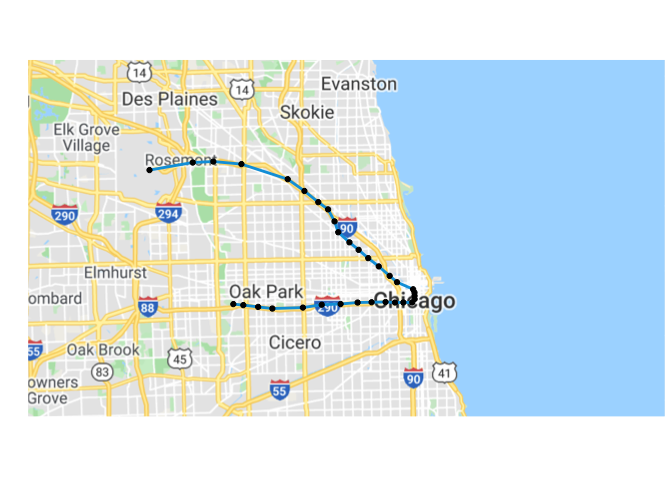 14
Evanston
Des Plaines
14
Skokie
Elk Grove
Village
Rosemont
290
294
90
Elmhurst
Oak Park
ombard
88
290
Chicago
Cicero
55
Oak Brook
45
83
41
90
55
owners
Grove